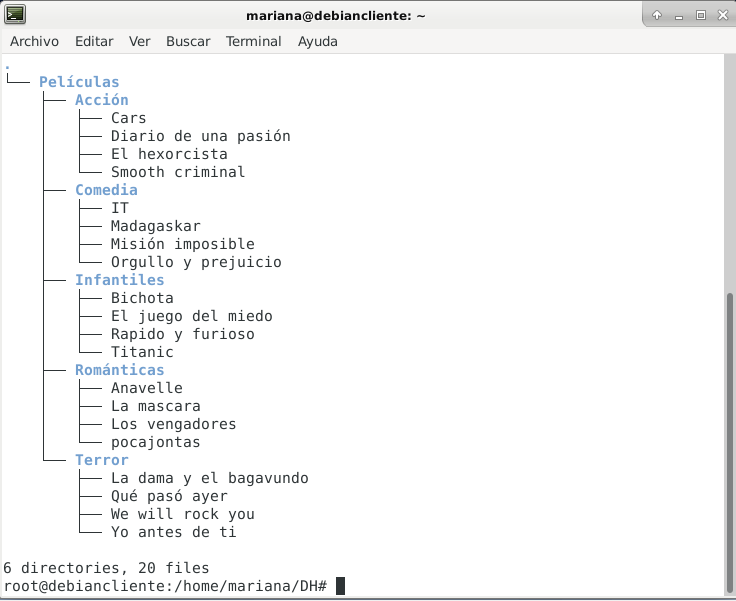 mariana@debiancliente: ~
Archivo Editar Ver Buscar Terminal Ayuda
.
└── Películas
    ├── Acción
    │   ├── Cars
    │   ├── Diario de una pasión
    │   ├── El hexorcista
    │   └── Smooth criminal
    ├── Comedia
    │   ├── IT
    │   ├── Madagaskar
    │   ├── Misión imposible
    │   └── Orgullo y prejuicio
    ├── Infantiles
    │   ├── Bichota
    │   ├── El juego del miedo
    │   ├── Rapido y furioso
    │   └── Titanic
    ├── Románticas
    │   ├── Anavelle
    │   ├── La mascara
    │   ├── Los vengadores
    │   └── pocajontas
    └── Terror
        ├── La dama y el bagavundo
        ├── Qué pasó ayer
        ├── We will rock you
        └── Yo antes de ti
6 directories, 20 files
root@debiancliente:/home/mariana/DH#